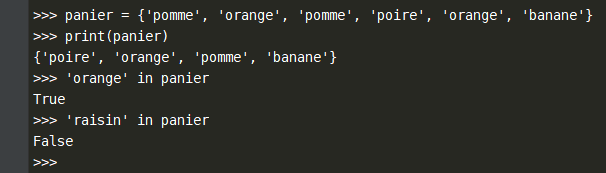 >>> panier = {'pomme', 'orange', 'pomme', 'poire', 'orange', 'banane'}
>>> print(panier)
{'poire', 'orange', 'pomme', 'banane'}
>>> 'orange' in panier
True
>>> 'raisin' in panier
False
>>>